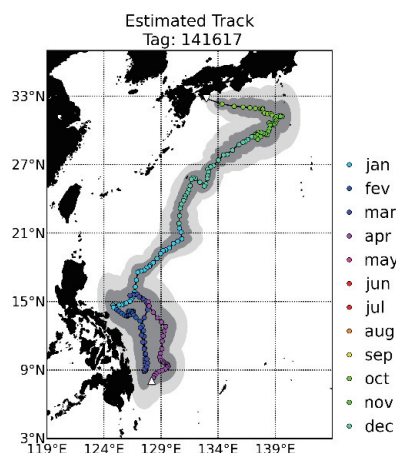 Estimated Track
Tag: 141617
33°N
27°N
21°N
15°N
9°N
3°N
119°E
124°E
129°E
134°E
139°E
jan
fev
mar
apr
may
jun
jul
aug
sep
oct
nov
dec